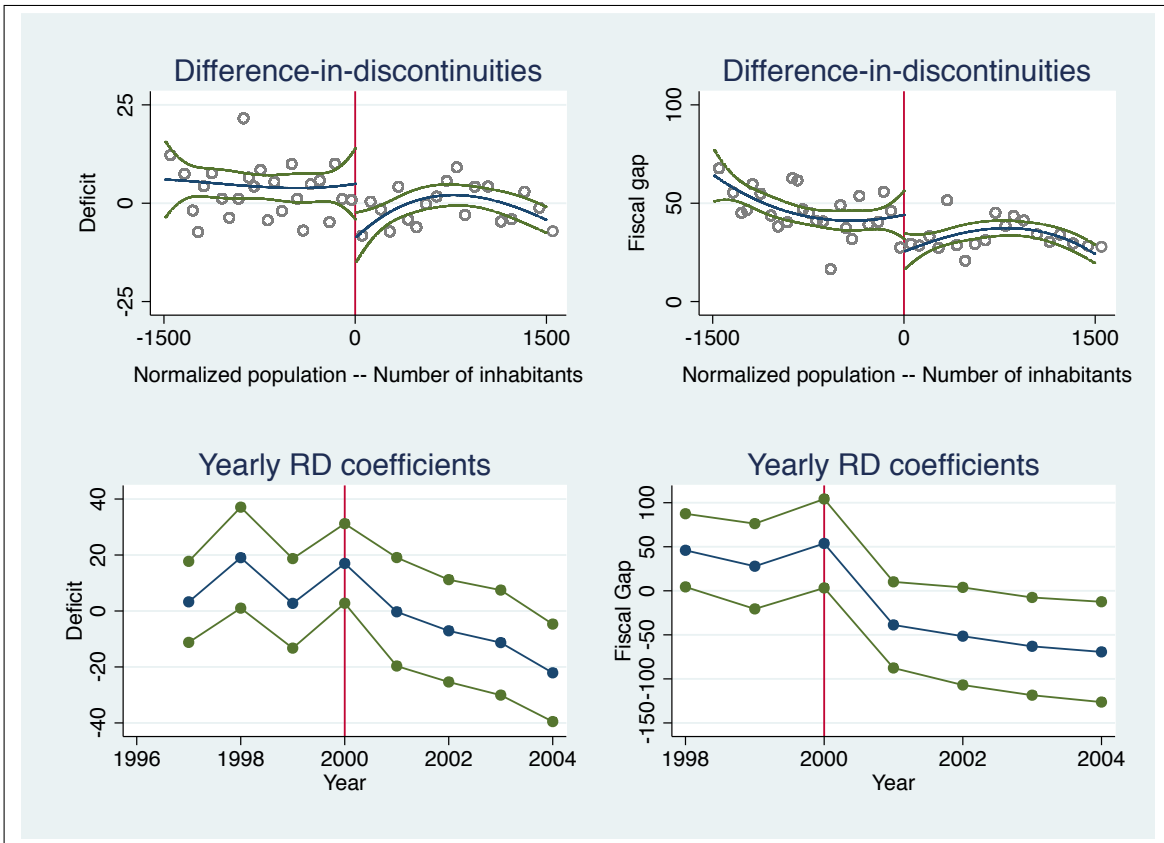 Difference-in-discontinuities
Deficit
25
0
-25
-1500 0 1500
Normalized population -- Number of inhabitants
Difference-in-discontinuities
Fiscal gap
100
50
0
-1500 0 1500
Normalized population -- Number of inhabitants
Yearly RD coefficients
Deficit
40
20
0
-20
-40
1996 1998 2000 2002 2004
Year
Yearly RD coefficients
Fiscal Gap
100
50
0
-50
-100
-150
1998 2000 2002 2004
Year